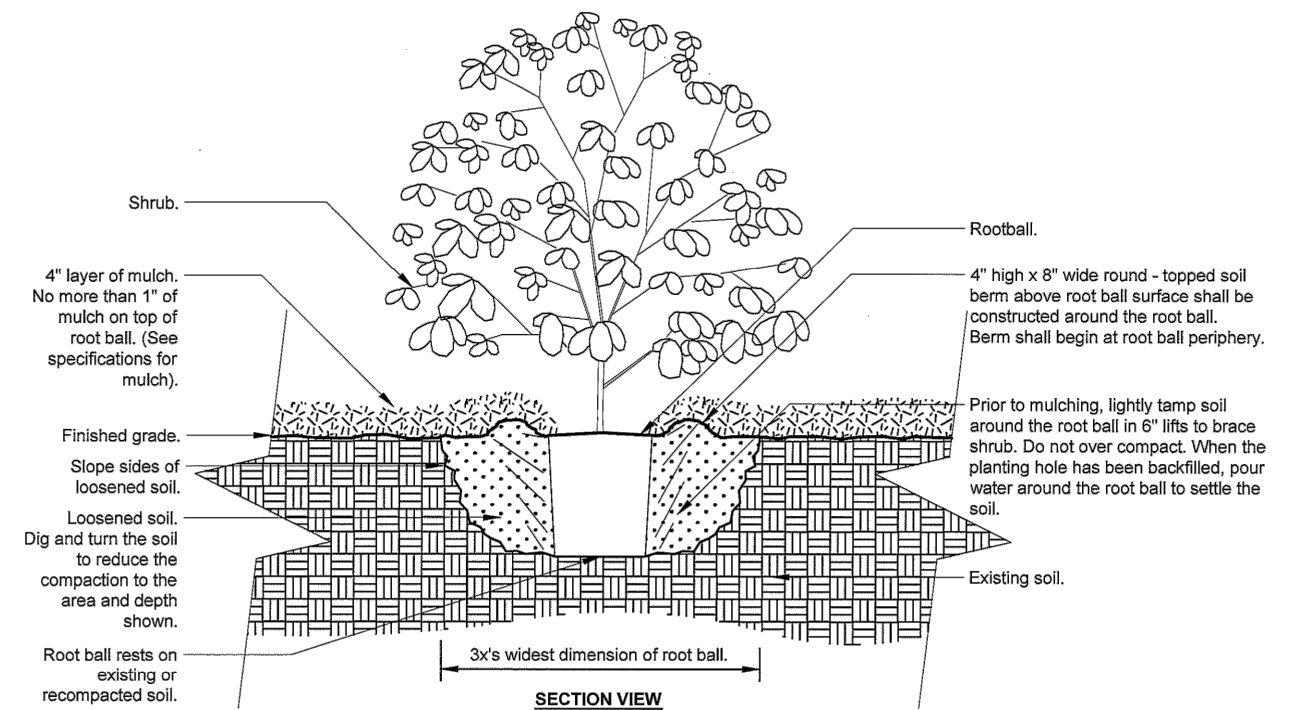 Shrub.
4" layer of mulch.
No more than 1" of
mulch on top of
root ball. (See
specifications for
mulch).
Finished grade.
Slope sides of
loosened soil.
Loosened soil.
Dig and turn the soil
to reduce the
compaction to the
area and depth
shown.
Root ball rests on
existing or
recompacted soil.
Rootball.
4" high x 8" wide round - topped soil
berm above root ball surface shall be
constructed around the root ball.
Berm shall begin at root ball periphery.
Prior to mulching, lightly tamp soil
around the root ball in 6" lifts to brace
shrub. Do not over compact. When the
planting hole has been backfilled, pour
water around the root ball to settle the
soil.
Existing soil.
3x's widest dimension of root ball.
SECTION VIEW